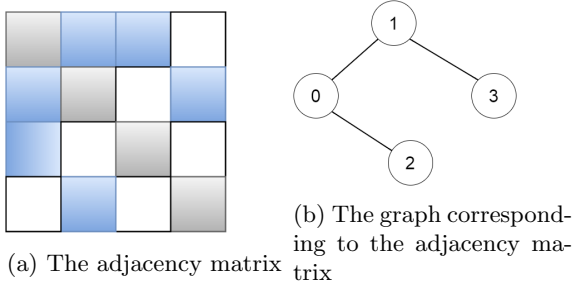 1
0
3
2
(a) The adjacency matrix
(b) The graph correspond-
ing to the adjacency ma-
trix